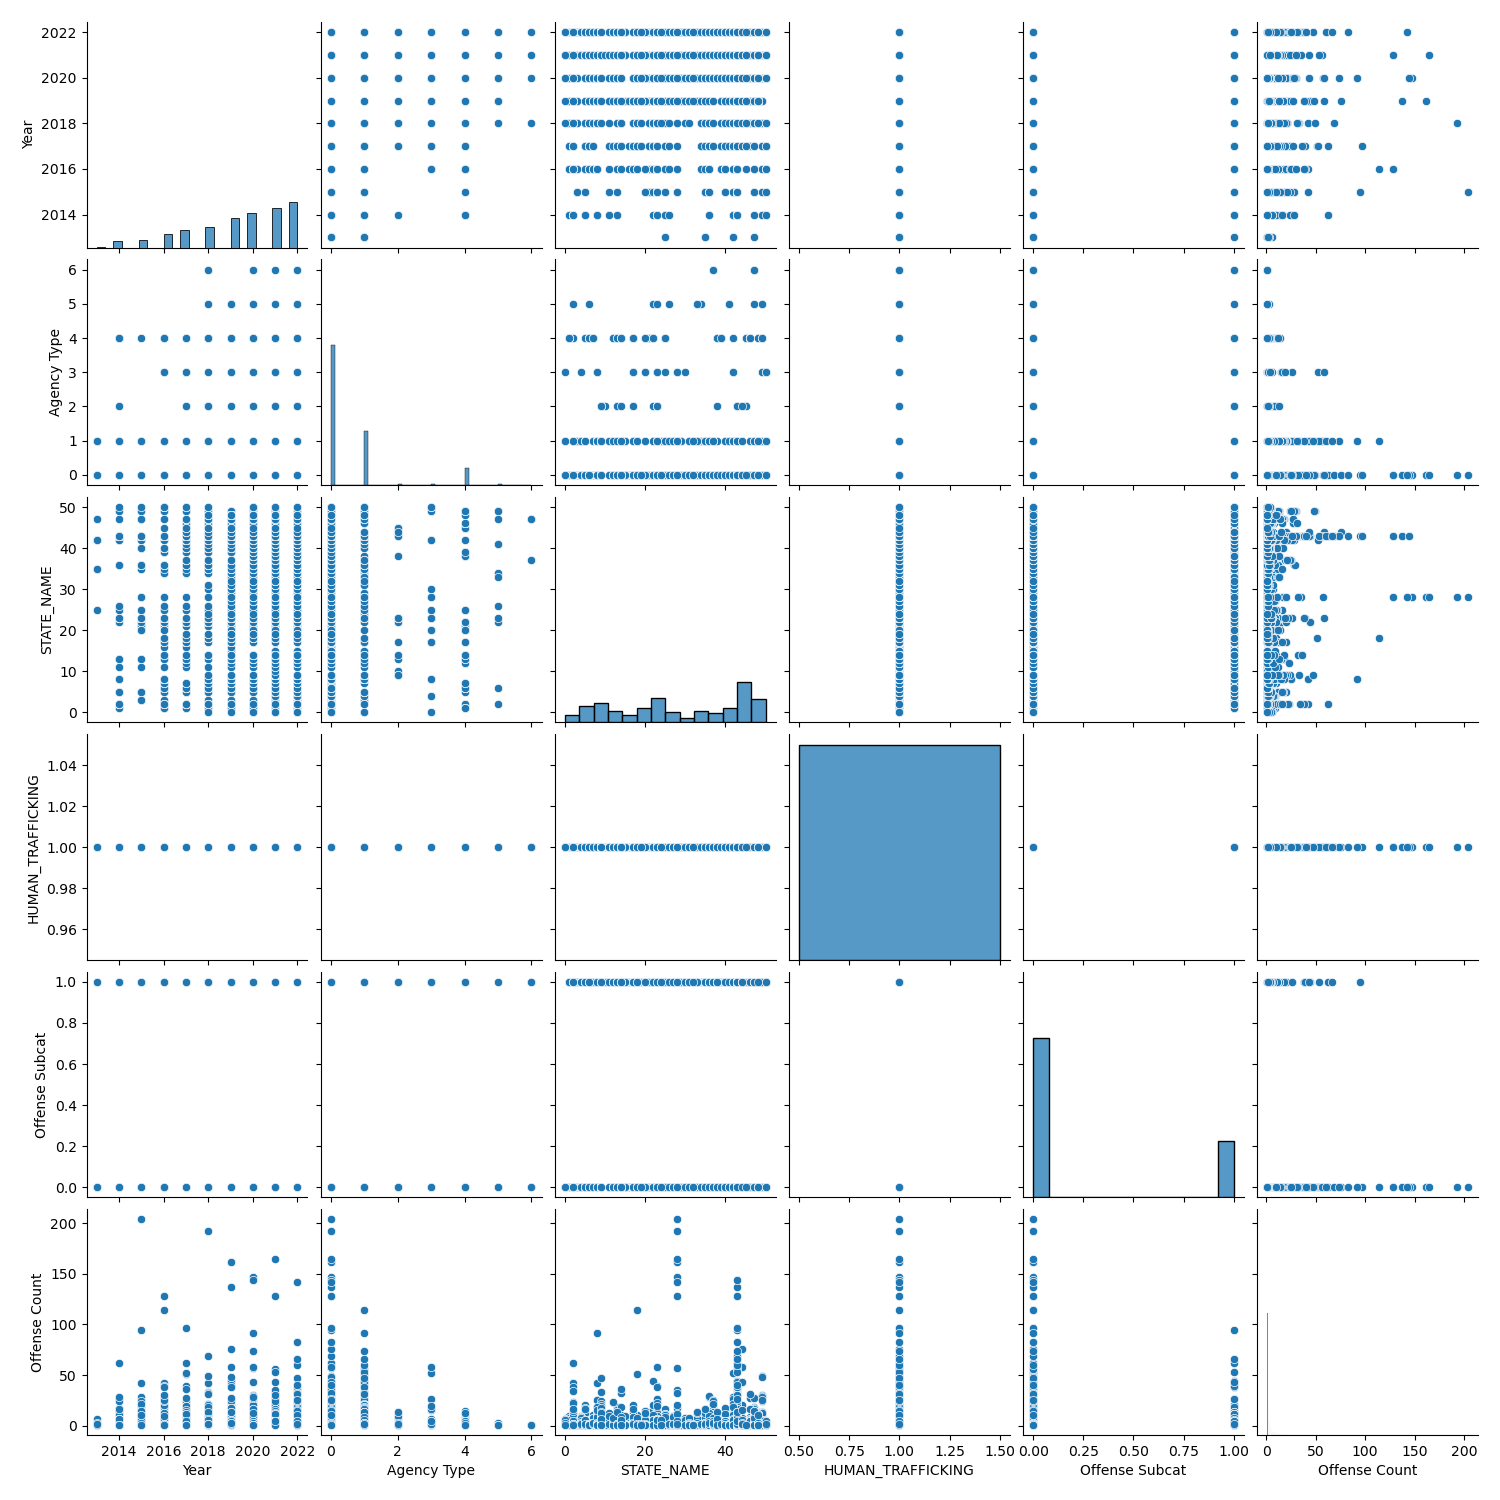 2022
2020
2018
2016
2014
Year
6
5
4
3
2
1
0
Agency Type
50
40
30
20
10
0
STATE_NAME
1.04
1.02
1.00
0.98
0.96
HUMAN_TRAFFICKING
1.0
0.8
0.6
0.4
0.2
0.0
Offense Subcat
200
150
100
50
0
Offense Count
2014 2016 2018 2020 2022
Year
0 2 4 6
Agency Type
0 20 40
STATE_NAME
0.50 0.75 1.00 1.25 1.50
HUMAN_TRAFFICKING
0.00 0.25 0.50 0.75 1.00
Offense Subcat
0 50 100 150 200
Offense Count